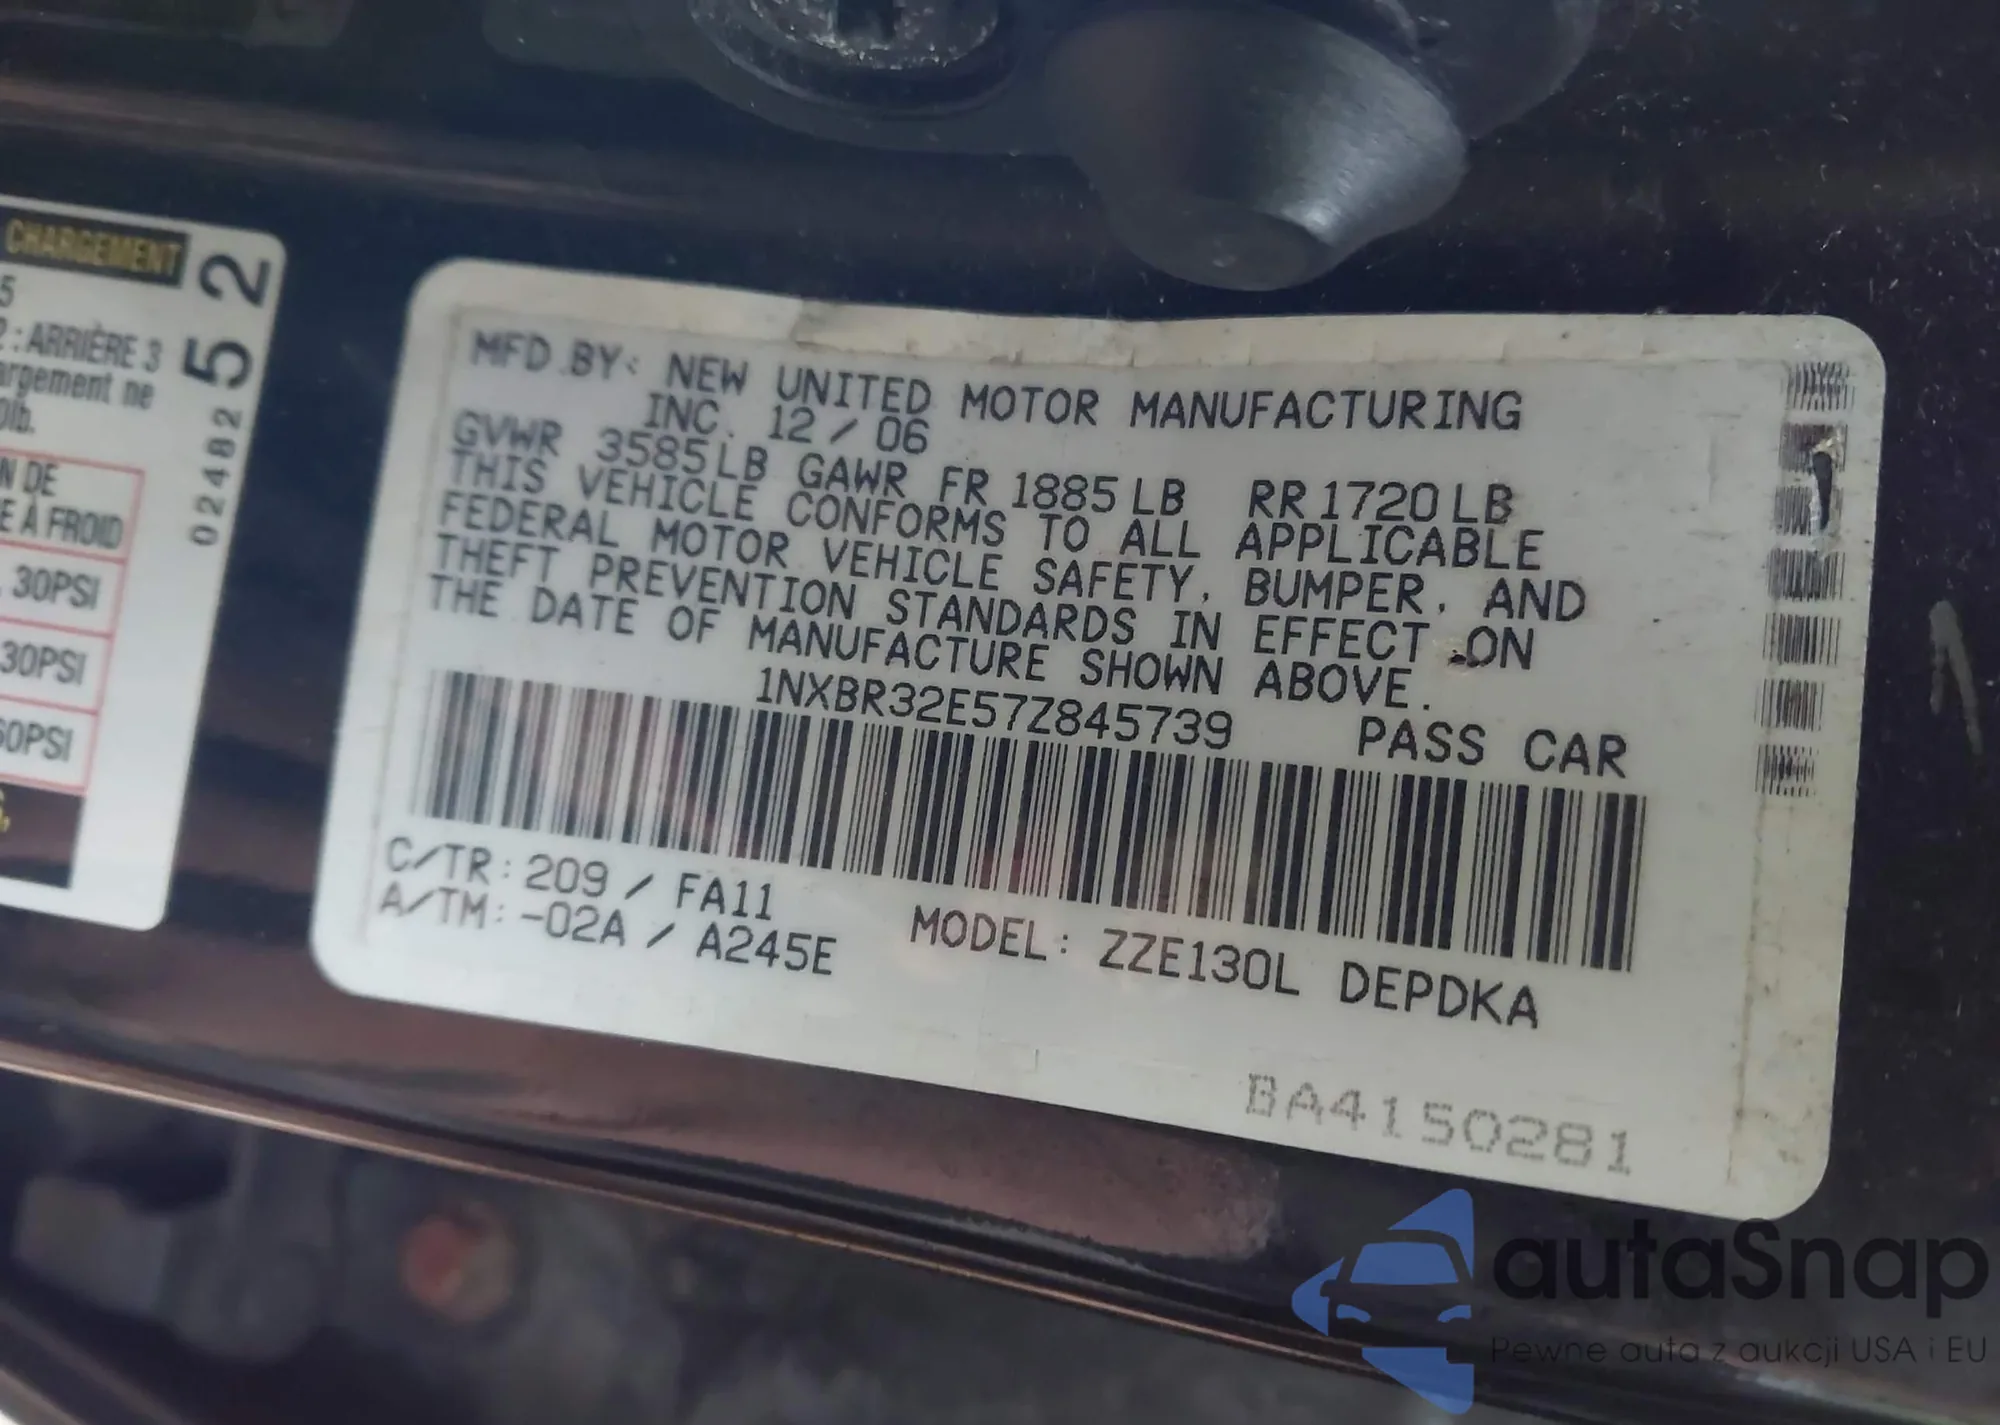 CHARGEMENT
5
2 : ARRIÈRE 3
argement ne
0lb.
N DE
E À FROID
30PSI
30PSI
60PSI
02482 52
MFD.BY: NEW UNITED MOTOR MANUFACTURING
INC. 12/06
GVWR 3585LB GAWR FR 1885LB RR 1720LB
THIS VEHICLE CONFORMS TO ALL APPLICABLE
FEDERAL MOTOR VEHICLE SAFETY, BUMPER, AND
THEFT PREVENTION STANDARDS IN EFFECT ON
THE DATE OF MANUFACTURE SHOWN ABOVE.
1NXBR32E57Z845739 PASS CAR
C/TR: 209 / FA11
A/TM: -02A / A245E
MODEL: ZZE130L DEPDKA
BA4150281
autaSnap
Pewne auta z aukcji USA i EU